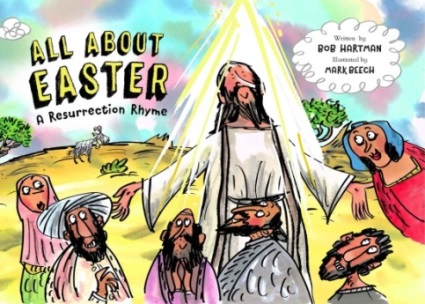 ALL ABOUT
EASTER
A Resurrection Rhyme
Written by
BOB HARTMAN
Illustrated by
MARK BEECH